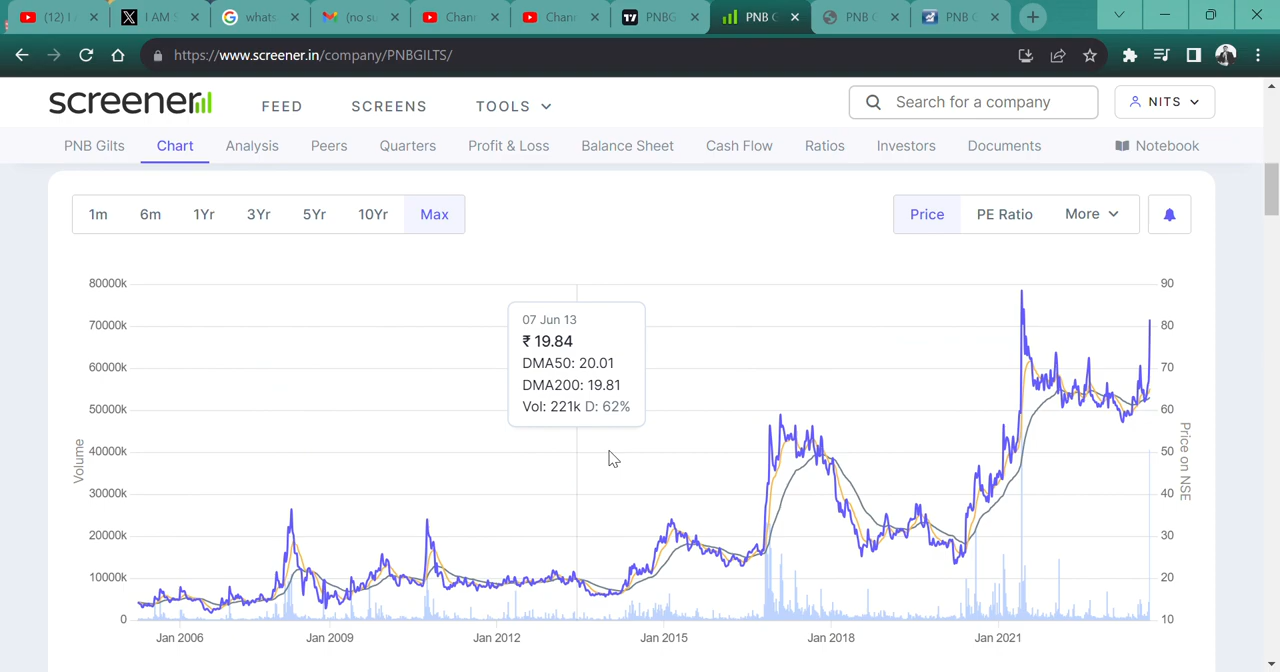 (12) I A
I AM S
whats
(no su
Chann
Chann
PNBG
PNB G
PNB G
PNB G
https://www.screener.in/company/PNBGILTS/
screener
FEED SCREENS TOOLS
Search for a company
NITS
PNB Gilts Chart Analysis Peers Quarters Profit & Loss Balance Sheet Cash Flow Ratios Investors Documents Notebook
1m 6m 1Yr 3Yr 5Yr 10Yr Max
Price PE Ratio More
80000k
70000k
60000k
50000k
40000k
30000k
20000k
10000k
0
Volume
07 Jun 13
₹ 19.84
DMA50: 20.01
DMA200: 19.81
Vol: 221k D: 62%
90
80
70
60
50
40
30
20
10
Price on NSE
Jan 2006 Jan 2009 Jan 2012 Jan 2015 Jan 2018 Jan 2021